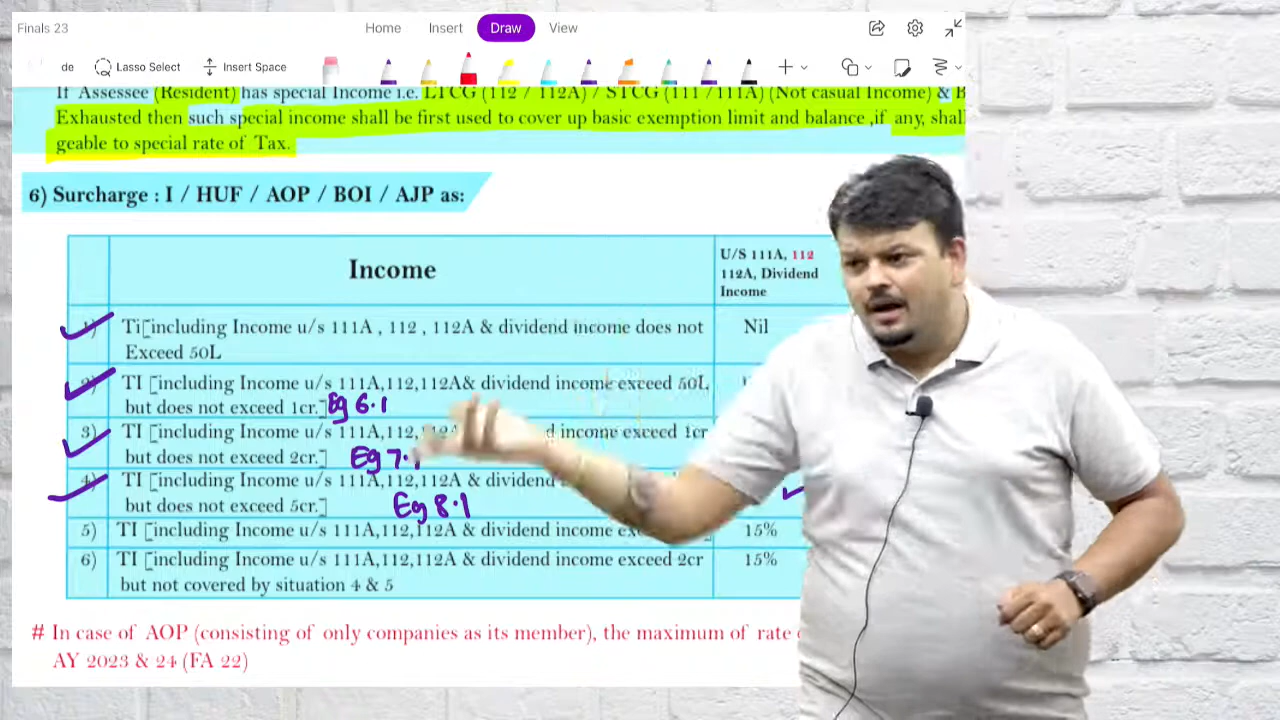 Finals 23
Home Insert Draw View
de Lasso Select Insert Space
If Assessee (Resident) has special Income i.e. LTCG (112 / 112A) / STCG (111 /111A) (Not casual Income) & B
Exhausted then such special income shall be first used to cover up basic exemption limit and balance ,if any, shal
geable to special rate of Tax.
6) Surcharge : I / HUF / AOP / BOI / AJP as:
Income
U/S 111A, 112
112A, Dividend
Income
1) Ti[including Income u/s 111A , 112 , 112A & dividend income does not Nil
Exceed 50L
2) TI [including Income u/s 111A,112,112A& dividend income exceed 50L
but does not exceed 1cr.] Eg 6.1
3) TI [including Income u/s 111A,112,112A d income exceed 1cr
but does not exceed 2cr.] Eg 7.1
4) TI [including Income u/s 111A,112,112A & dividend
but does not exceed 5cr.] Eg 8.1
5) TI [including Income u/s 111A,112,112A & dividend income ] 15%
6) TI [including Income u/s 111A,112,112A & dividend income exceed 2cr 15%
but not covered by situation 4 & 5
# In case of AOP (consisting of only companies as its member), the maximum of rate
AY 2023 & 24 (FA 22)